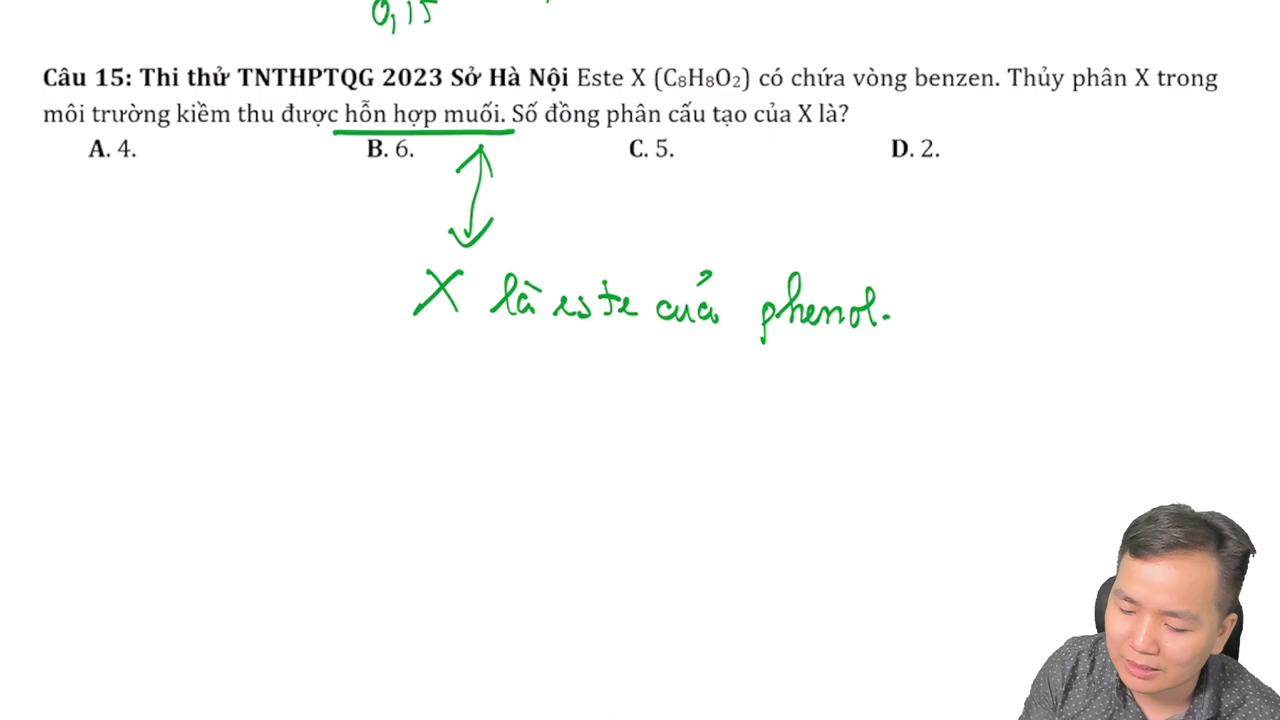 0,15
Câu 15: Thi thử TNTHPTQG 2023 Sở Hà Nội Este X (C₈H₈O₂) có chứa vòng benzen. Thủy phân X trong
môi trường kiềm thu được hỗn hợp muối. Số đồng phân cấu tạo của X là?
A. 4. B. 6. C. 5. D. 2.
X là este của phenol.